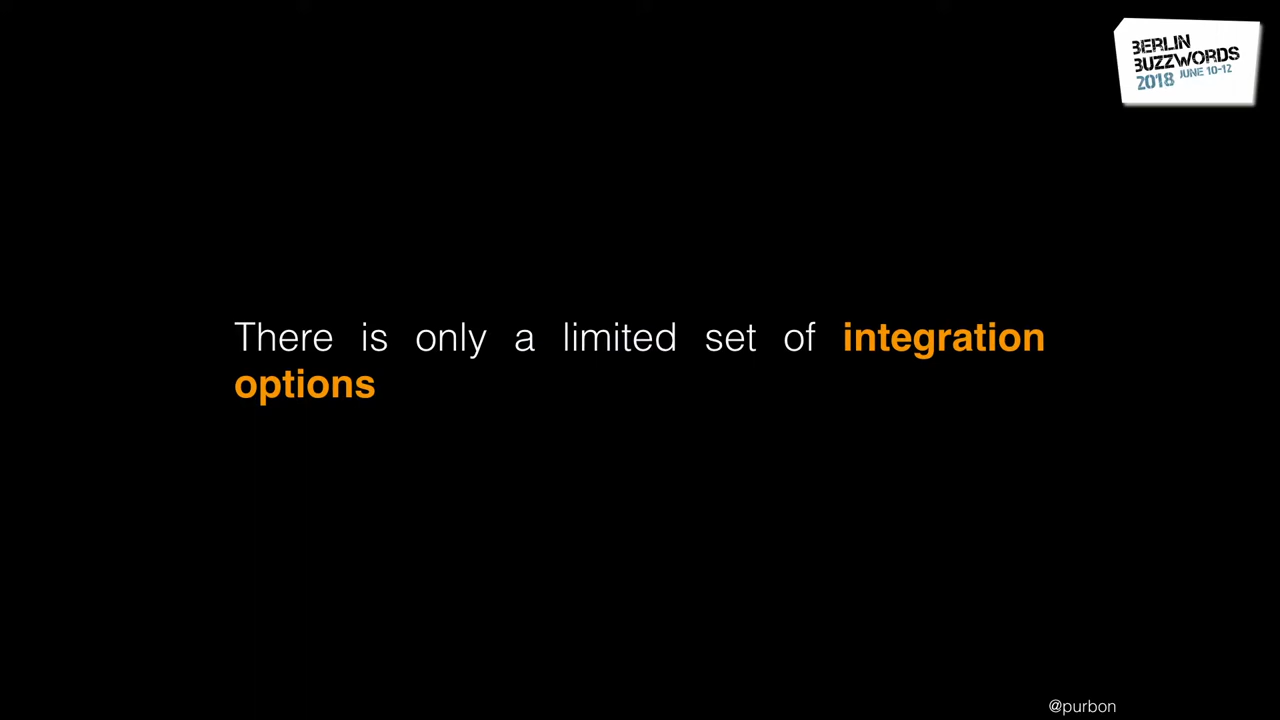 BERLIN
BUZZWORDS
2018 JUNE 10-12
There is only a limited set of integration
options
@purbon